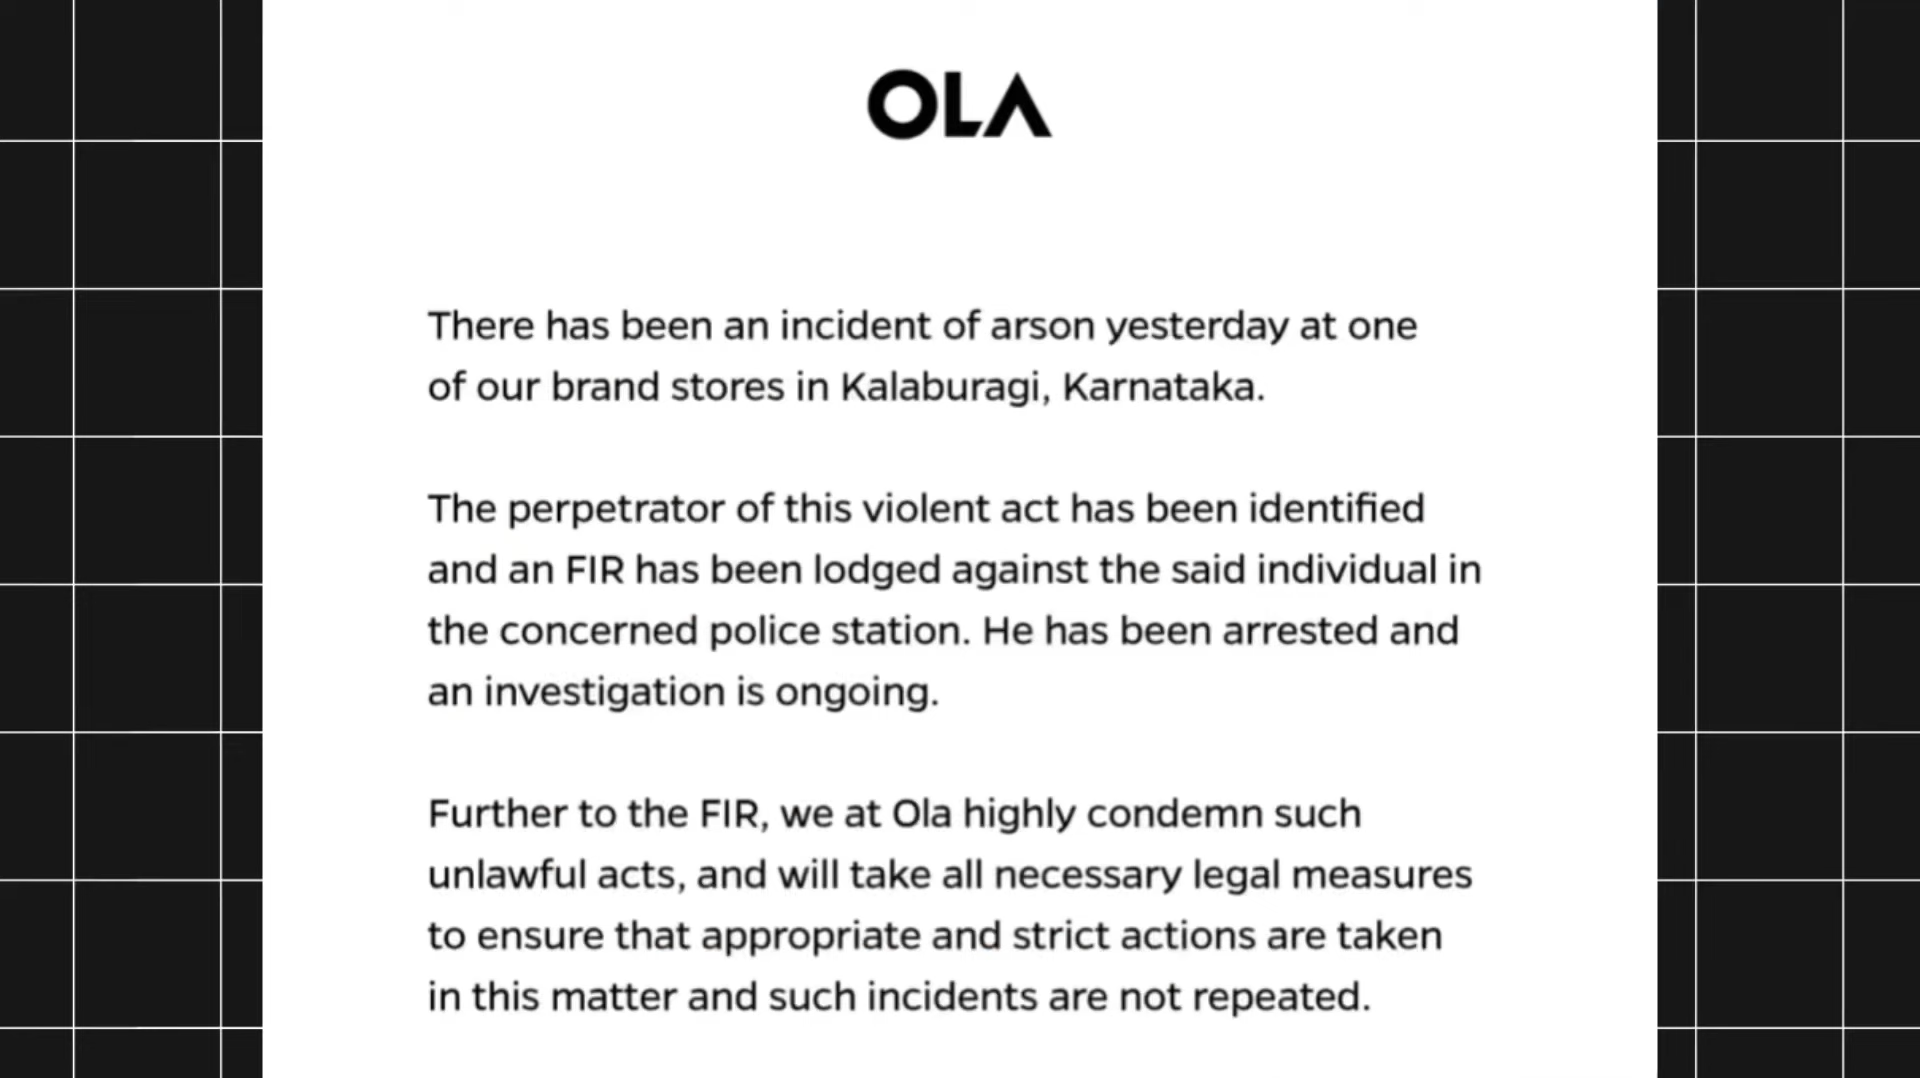 OLA
There has been an incident of arson yesterday at one
of our brand stores in Kalaburagi, Karnataka.
The perpetrator of this violent act has been identified
and an FIR has been lodged against the said individual in
the concerned police station. He has been arrested and
an investigation is ongoing.
Further to the FIR, we at Ola highly condemn such
unlawful acts, and will take all necessary legal measures
to ensure that appropriate and strict actions are taken
in this matter and such incidents are not repeated.